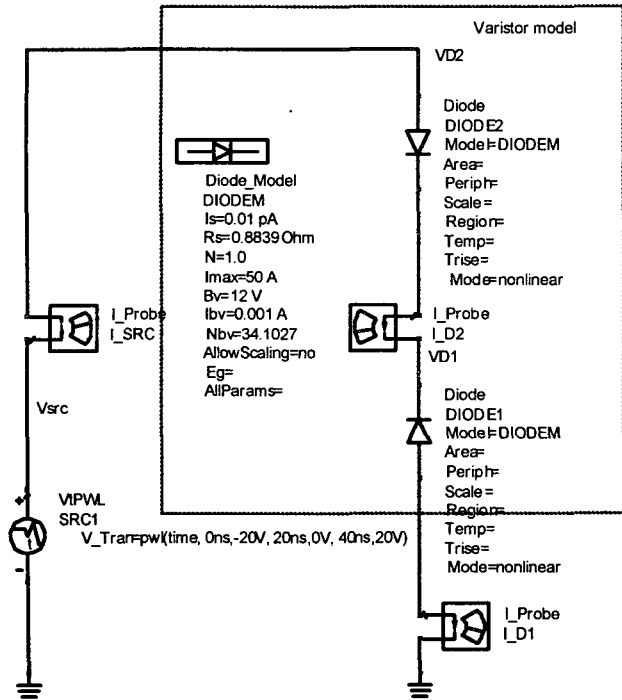 Varistor model
VD2
Diode
DIODE2
Model=DIODEM
Area=
Periph=
Scale=
Region=
Temp=
Trise=
Mode=nonlinear
Diode_Model
DIODEM
Is=0.01 pA
Rs=0.8839 Ohm
N=1.0
Imax=50 A
Bv=12 V
Ibv=0.001 A
Nbv=34.1027
AllowScaling=no
Eg=
AllParams=
I_Probe
I_SRC
I_Probe
I_D2
VD1
Diode
DIODE1
Model=DIODEM
Area=
Periph=
Scale=
Region=
Temp=
Trise=
Mode=nonlinear
Vsrc
+
VtPWL
SRC1
V_Tran=pwl(time, 0ns,-20V, 20ns,0V, 40ns,20V)
-
I_Probe
I_D1